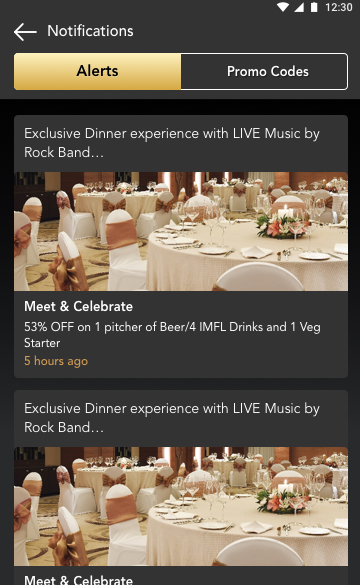 12:30
Notifications
Alerts
Promo Codes
Exclusive Dinner experience with LIVE Music by
Rock Band…
Meet & Celebrate
53% OFF on 1 pitcher of Beer/4 IMFL Drinks and 1 Veg
Starter
5 hours ago
Exclusive Dinner experience with LIVE Music by
Rock Band…
Meet & Celebrate